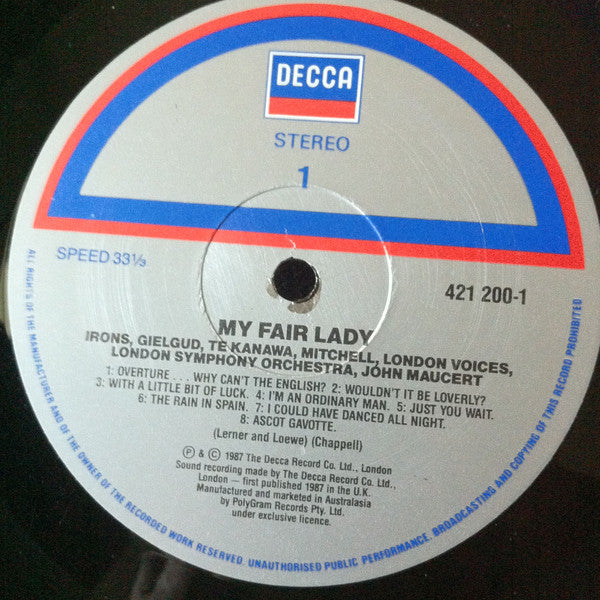 DECCA
STEREO
1
SPEED 33⅓
421 200-1
MY FAIR LADY
IRONS, GIELGUD, TE KANAWA, MITCHELL, LONDON VOICES,
LONDON SYMPHONY ORCHESTRA, JOHN MAUCERT
1: OVERTURE . . . WHY CAN'T THE ENGLISH? 2: WOULDN'T IT BE LOVERLY?
3: WITH A LITTLE BIT OF LUCK. 4: I'M AN ORDINARY MAN. 5: JUST YOU WAIT.
6: THE RAIN IN SPAIN. 7: I COULD HAVE DANCED ALL NIGHT.
8: ASCOT GAVOTTE.
(Lerner and Loewe) (Chappell)
Ⓟ & © 1987 The Decca Record Co. Ltd., London
Sound recording made by The Decca Record Co. Ltd.,
London — first published 1987 in the U.K.
Manufactured and marketed in Australasia
by PolyGram Records Pty. Ltd.
under exclusive licence.
ALL RIGHTS OF THE MANUFACTURER AND OF THE OWNER OF THE RECORDED WORK RESERVED. UNAUTHORISED PUBLIC PERFORMANCE, BROADCASTING AND COPYING OF THIS RECORD PROHIBITED